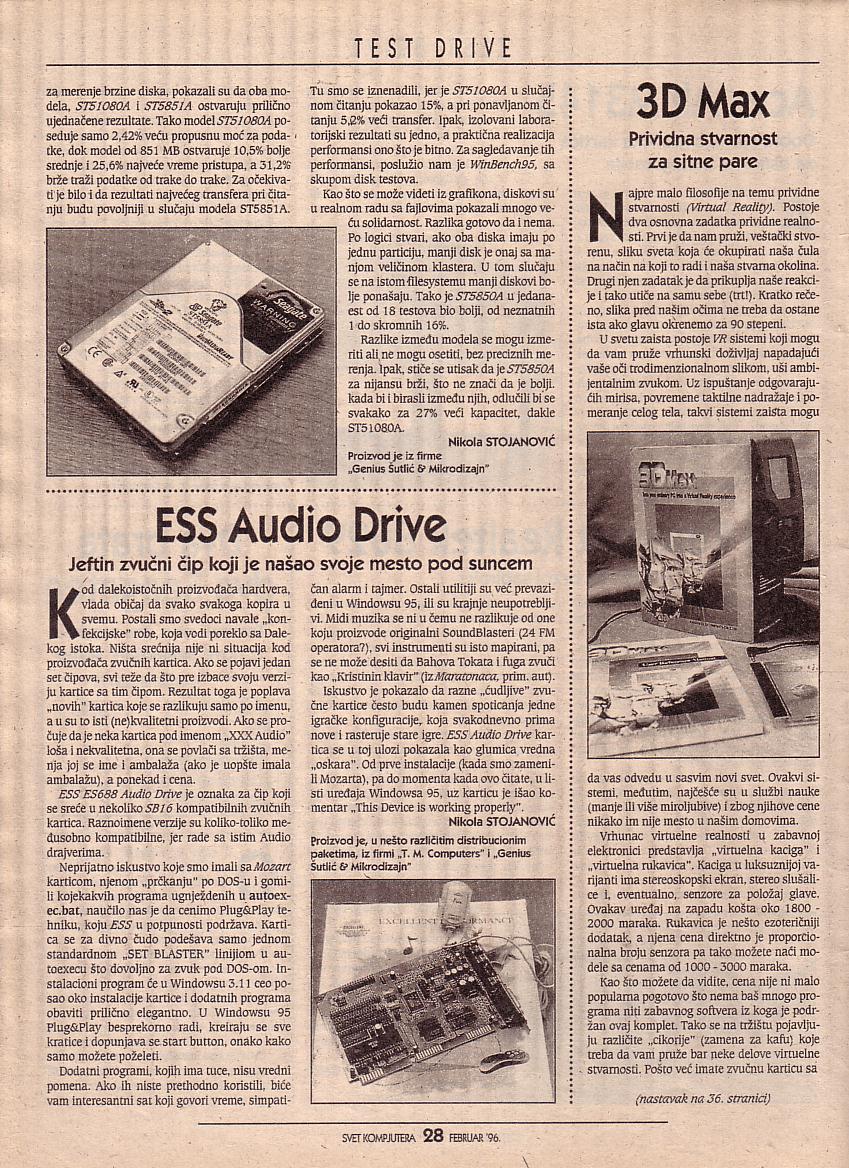 TEST DRIVE
za merenje brzine diska, pokazali su da oba mo-
dela, ST51080A i ST5851A ostvaruju prilično
ujednačene rezultate. Tako model ST51080A po-
seduje samo 2,42% veću propusnu moć za poda-
tke, dok model od 851 MB ostvaruje 10,5% bolje
srednje i 25,6% najveće vreme pristupa, a 31,2%
brže traži podatke od trake do trake. Za očekiva-
ti je bilo i da rezultati najvećeg transfera pri čita-
nju budu povoljniji u slučaju modela ST5851A.
Tu smo se iznenadili, jer je ST51080A u slučaj-
nom čitanju pokazao 15%, a pri ponavljanom či-
tanju 5,2% veći transfer. Ipak, izolovani labora-
torijski rezultati su jedno, a praktična realizacija
performansi ono što je bitno. Za sagledavanje tih
performansi, poslužio nam je WinBench95, sa
skupom disk testova.
Kao što se može videti iz grafikona, diskovi su
u realnom radu sa fajlovima pokazali mnogo ve-
ću solidarnost. Razlika gotovo da i nema.
Po logici stvari, ako oba diska imaju po
jednu particiju, manji disk je onaj sa ma-
njom veličinom klastera. U tom slučaju
se na istom filesystemu manji diskovi bo-
lje ponašaju. Tako je ST5850A u jedana-
est od 18 testova bio bolji, od neznatnih
1 do skromnih 16%.
Razlike između modela se mogu izme-
riti ali ne mogu osetiti, bez preciznih me-
renja. Ipak, stiče se utisak da je ST5850A
za nijansu brži, što ne znači da je bolji.
kada bi i birasli između njih, odlučili bi se
svakako za 27% veći kapacitet, dakle
ST51080A.
Nikola STOJANOVIĆ
Proizvod je iz firme
„Genius Šutlić & Mikrodizajn”
Seagate
WARNING
ESS Audio Drive
Jeftin zvučni čip koji je našao svoje mesto pod suncem
Kod dalekoistočnih proizvođača hardvera,
vlada običaj da svako svakoga kopira u
svemu. Postali smo svedoci navale „kon-
fekcijske” robe, koja vodi poreklo sa Dale-
kog istoka. Ništa srećnija nije ni situacija kod
proizvođača zvučnih kartica. Ako se pojavi jedan
set čipova, svi teže da što pre izbace svoju verzi-
ju kartice sa tim čipom. Rezultat toga je poplava
„novih” kartica koje se razlikuju samo po imenu,
a u su to isti (ne)kvalitetni proizvodi. Ako se pro-
čuje da je neka kartica pod imenom „XXX Audio”
loša i nekvalitetna, ona se povlači sa tržišta, me-
nja joj se ime i ambalaža (ako je uopšte imala
ambalažu), a ponekad i cena.
ESS ES688 Audio Drive je oznaka za čip koji
se sreće u nekoliko SB16 kompatibilnih zvučnih
kartica. Raznoimene verzije su koliko-toliko me-
đusobno kompatibilne, jer rade sa istim Audio
drajverima.
Neprijatno iskustvo koje smo imali sa Mozart
karticom, njenom „prčkanju” po DOS-u i gomi-
li kojekakvih programa ugnježdenih u autoex-
ec.bat, naučilo nas je da cenimo Plug&Play te-
hniku, koju ESS u potpunosti podržava. Karti-
ca se za divno čudo podešava samo jednom
standardnom „SET BLASTER” linijiom u au-
toexecu što dovoljno za zvuk pod DOS-om. In-
stalacioni program će u Windowsu 3.11 ceo po-
sao oko instalacije kartice i dodatnih programa
obaviti prilično elegantno. U Windowsu 95
Plug&Play besprekorno radi, kreiraju se sve
kratice i dopunjava se start button, onako kako
samo možete poželeti.
Dodatni programi, kojih ima tuce, nisu vredni
pomena. Ako ih niste prethodno koristili, biće
vam interesantni sat koji govori vreme, simpati-
čan alarm i tajmer. Ostali utilitiji su već prevazi-
đeni u Windowsu 95, ili su krajnje neupotreblji-
vi. Midi muzika se ni u čemu ne razlikuje od one
koju proizvode originalni SoundBlasteri (24 FM
operatora?), svi instrumenti su isto mapirani, pa
se ne može desiti da Bahova Tokata i fuga zvuči
kao „Kristinin klavir” (iz Maratonaca, prim. aut).
Iskustvo je pokazalo da razne „ćudljive” zvu-
čne kartice često budu kamen spoticanja jedne
igračke konfiguracije, koja svakodnevno prima
nove i rasteruje stare igre. ESS Audio Drive kar-
tica se u toj ulozi pokazala kao glumica vredna
„oskara”. Od prve instalacije (kada smo zameni-
li Mozarta), pa do momenta kada ovo čitate, u li-
sti uređaja Windowsa 95, uz karticu je išao ko-
mentar „This Device is working properly”.
Nikola STOJANOVIĆ
Proizvod je, u nešto različitim distribucionim
paketima, iz firmi „T. M. Computers” i „Genius
Šutlić & Mikrodizajn”
EXCELLENT
3D Max
Prividna stvarnost
za sitne pare
Najpre malo filosofije na temu prividne
stvarnosti (Virtual Reality). Postoje
dva osnovna zadatka prividne realno-
sti. Prvi je da nam pruži, veštački stvo-
renu, sliku sveta koja će okupirati naša čula
na način na koji to radi i naša stvarna okolina.
Drugi njen zadatak je da prikuplja naše reakci-
je i tako utiče na samu sebe (trt!). Kratko reče-
no, slika pred našim očima ne treba da ostane
ista ako glavu okrenemo za 90 stepeni.
U svetu zaista postoje VR sistemi koji mogu
da vam pruže vrhunski doživljaj napadajući
vaše oči trodimenzionalnom slikom, uši ambi-
jentalnim zvukom. Uz ispuštanje odgovaraju-
ćih mirisa, povremene taktilne nadražaje i po-
meranje celog tela, takvi sistemi zaista mogu
3D Max
Turn your ordinary PC into a Virtual Reality experience
da vas odvedu u sasvim novi svet. Ovakvi si-
stemi, međutim, najčešće su u službi nauke
(manje ili više miroljubive) i zbog njihove cene
nikako im nije mesto u našim domovima.
Vrhunac virtuelne realnosti u zabavnoj
elektronici predstavlja „virtuelna kaciga” i
„virtuelna rukavica”. Kaciga u luksuznijoj va-
rijanti ima stereoskopski ekran, stereo slušali-
ce i, eventualno, senzore za položaj glave.
Ovakav uređaj na zapadu košta oko 1800 -
2000 maraka. Rukavica je nešto ezoteričniji
dodatak, a njena cena direktno je proporcio-
nalna broju senzora pa tako možete naći mo-
dele sa cenama od 1000 - 3000 maraka.
Kao što možete da vidite, cena nije ni malo
popularna pogotovo što nema baš mnogo pro-
grama niti zabavnog softvera iz koga je podr-
žan ovaj komplet. Tako se na tržištu pojavlju-
ju različite „cikorije” (zamena za kafu) koje
treba da vam pruže bar neke delove virtuelne
stvarnosti. Pošto već imate zvučnu karticu sa
(nastavak na 36. stranici)
SVET KOMPJUTERA 28 FEBRUAR '96.